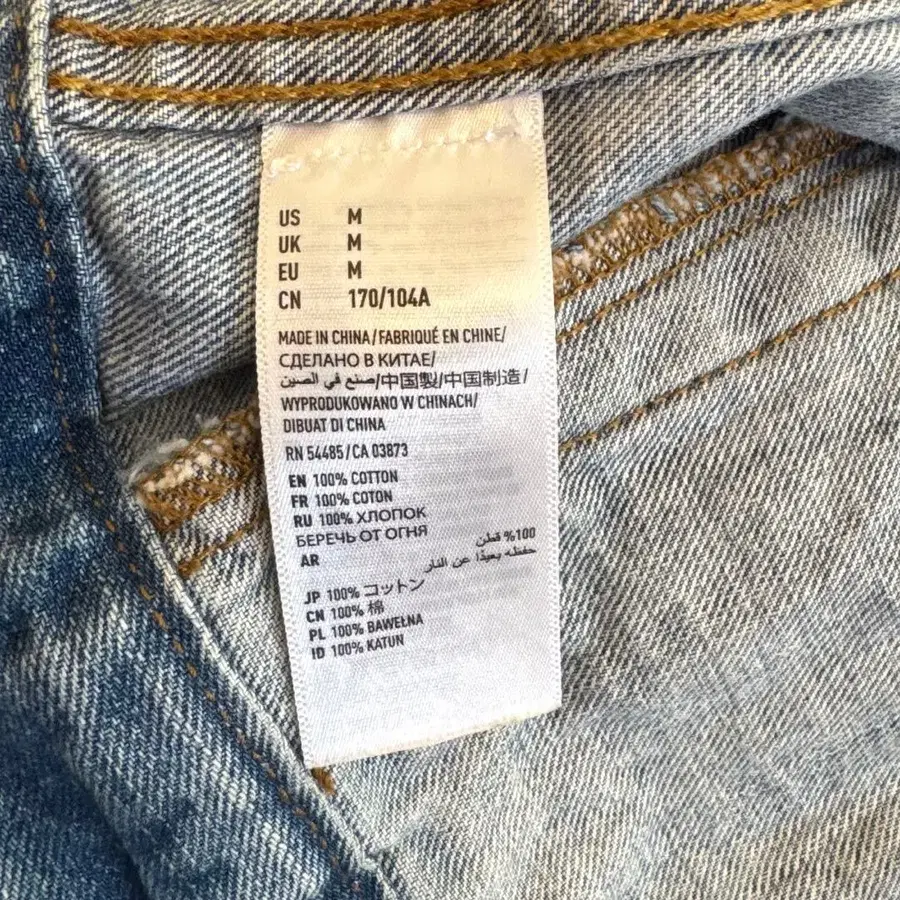 US M
UK M
EU M
CN 170/104A
MADE IN CHINA/FABRIQUÉ EN CHINE/
СДЕЛАНО В КИТАЕ/
صنع في الصين/中国製/中国制造/
WYPRODUKOWANO W CHINACH/
DIBUAT DI CHINA
RN 54485/CA 03873
EN 100% COTTON
FR 100% COTON
RU 100% ХЛОПОК
БЕРЕЧЬ ОТ ОГНЯ
AR 100% قطن
حفظه بعيدًا عن النار
JP 100% コットン
CN 100% 棉
PL 100% BAWEŁNA
ID 100% KATUN